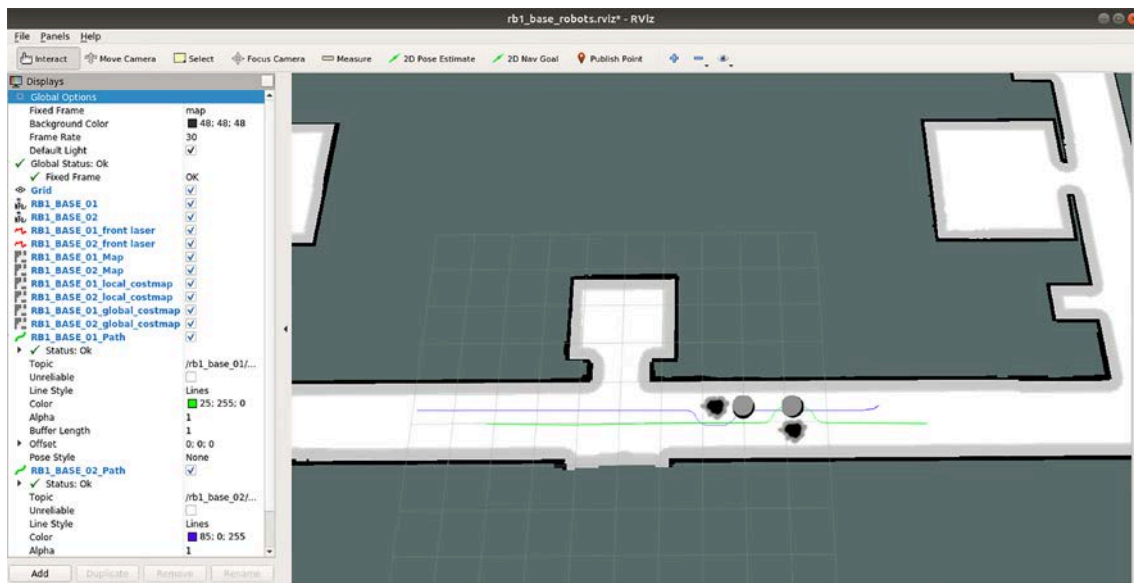 rb1_base_robots.rviz* - RViz
File Panels Help
Interact Move Camera Select Focus Camera Measure 2D Pose Estimate 2D Nav Goal Publish Point
Displays
Global Options
Fixed Frame map
Background Color 48; 48; 48
Frame Rate 30
Default Light
Global Status: Ok
Fixed Frame OK
Grid
RB1_BASE_01
RB1_BASE_02
RB1_BASE_01_front laser
RB1_BASE_02_front laser
RB1_BASE_01_Map
RB1_BASE_02_Map
RB1_BASE_01_local_costmap
RB1_BASE_02_local_costmap
RB1_BASE_01_global_costmap
RB1_BASE_02_global_costmap
RB1_BASE_01_Path
Status: Ok
Topic /rb1_base_01/...
Unreliable
Line Style Lines
Color 25; 255; 0
Alpha 1
Buffer Length 1
Offset 0; 0; 0
Pose Style None
RB1_BASE_02_Path
Status: Ok
Topic /rb1_base_02/...
Unreliable
Line Style Lines
Color 85; 0; 255
Alpha 1
Add Duplicate Remove Rename